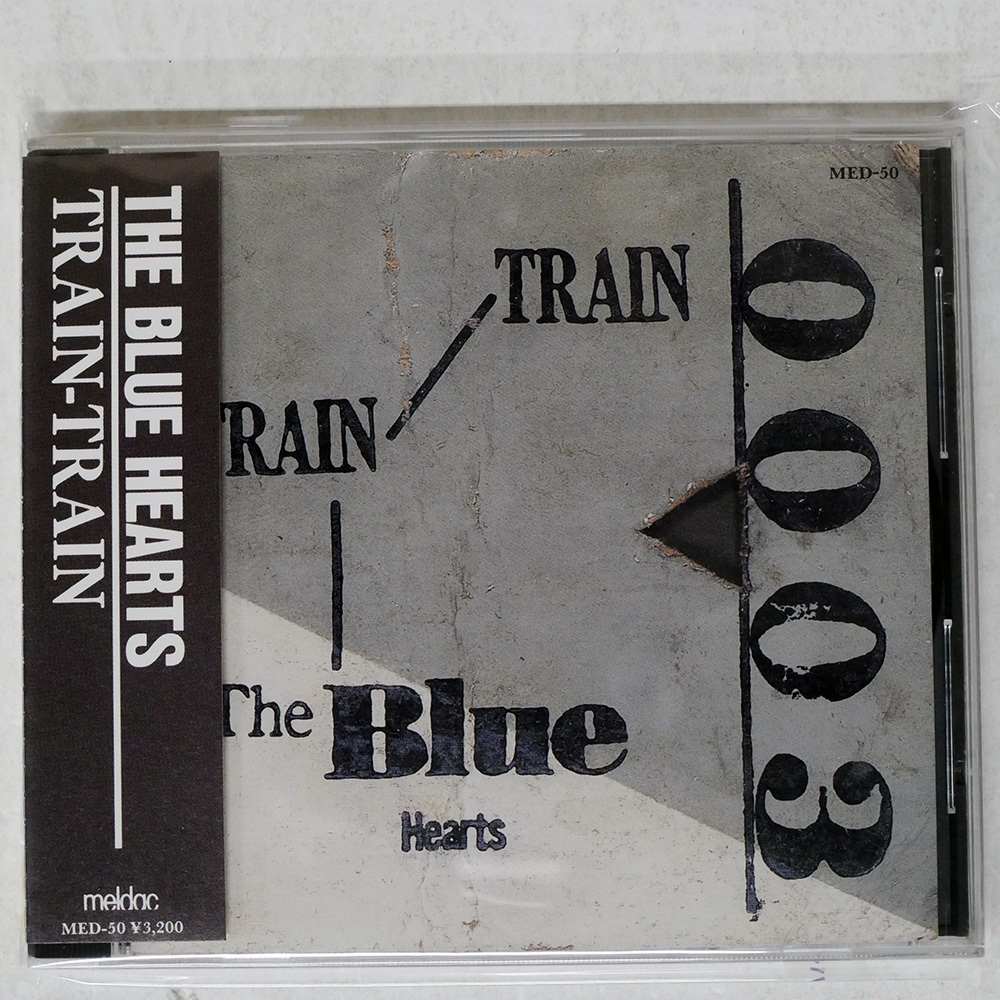 THE BLUE HEARTS
TRAIN-TRAIN
meldac
MED-50 ¥3,200
MED-50
TRAIN
TRAIN
The Blue
Hearts
0003